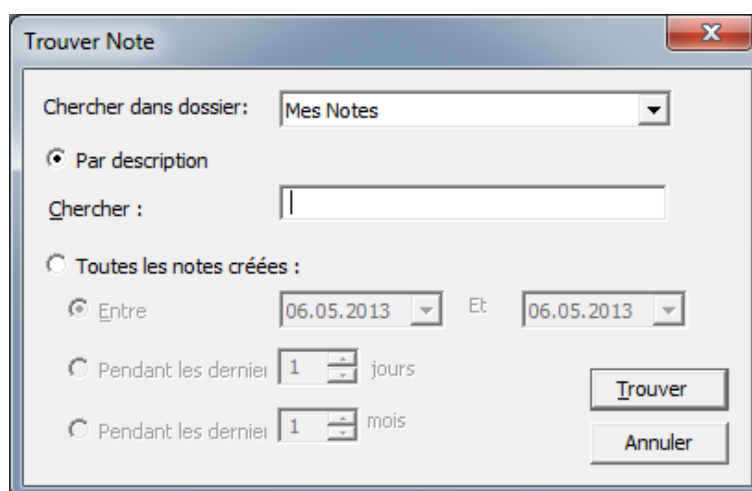 Trouver Note
Chercher dans dossier: Mes Notes
Par description
Chercher :
Toutes les notes créées :
Entre 06.05.2013 Et 06.05.2013
Pendant les dernier 1 jours
Pendant les dernier 1 mois
Trouver
Annuler